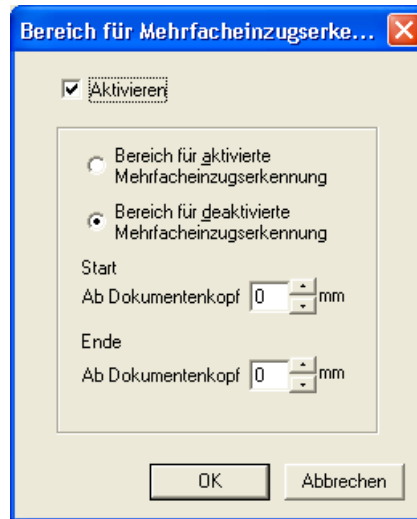 Bereich für Mehrfacheinzugserke...
Aktivieren
Bereich für aktivierte
Mehrfacheinzugserkennung
Bereich für deaktivierte
Mehrfacheinzugserkennung
Start
Ab Dokumentenkopf 0 mm
Ende
Ab Dokumentenkopf 0 mm
OK Abbrechen